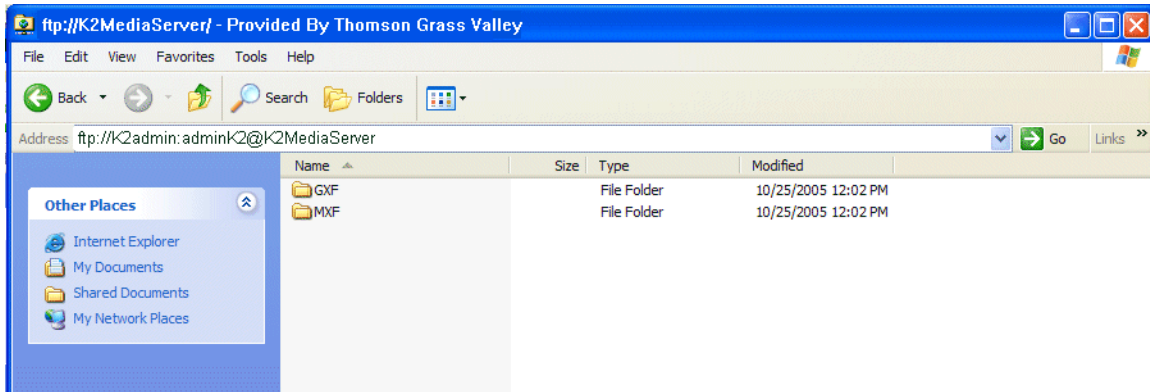 ftp://K2MediaServer/ - Provided By Thomson Grass Valley
File Edit View Favorites Tools Help
Back Search Folders
Address ftp://K2admin:adminK2@K2MediaServer Go Links »
Name Size Type Modified
GXF File Folder 10/25/2005 12:02 PM
MXF File Folder 10/25/2005 12:02 PM
Other Places
Internet Explorer
My Documents
Shared Documents
My Network Places